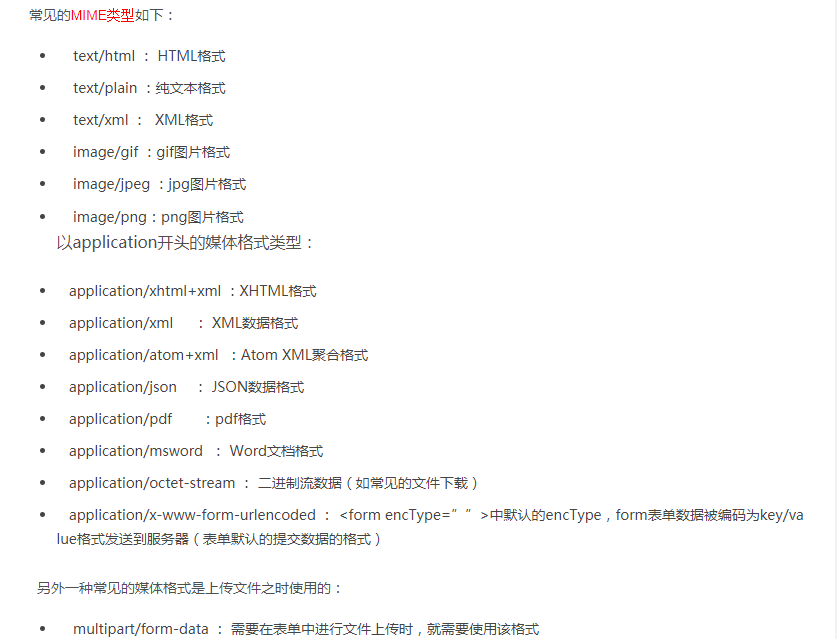 常见的MIME类型如下：
• text/html ： HTML格式
• text/plain ：纯文本格式
• text/xml ： XML格式
• image/gif ：gif图片格式
• image/jpeg ：jpg图片格式
• image/png：png图片格式
以application开头的媒体格式类型：
• application/xhtml+xml ：XHTML格式
• application/xml ： XML数据格式
• application/atom+xml ：Atom XML聚合格式
• application/json ： JSON数据格式
• application/pdf ：pdf格式
• application/msword ： Word文档格式
• application/octet-stream ： 二进制流数据（如常见的文件下载）
• application/x-www-form-urlencoded ： <form encType=””>中默认的encType，form表单数据被编码为key/va
lue格式发送到服务器（表单默认的提交数据的格式）
另外一种常见的媒体格式是上传文件之时使用的：
• multipart/form-data ： 需要在表单中进行文件上传时，就需要使用该格式